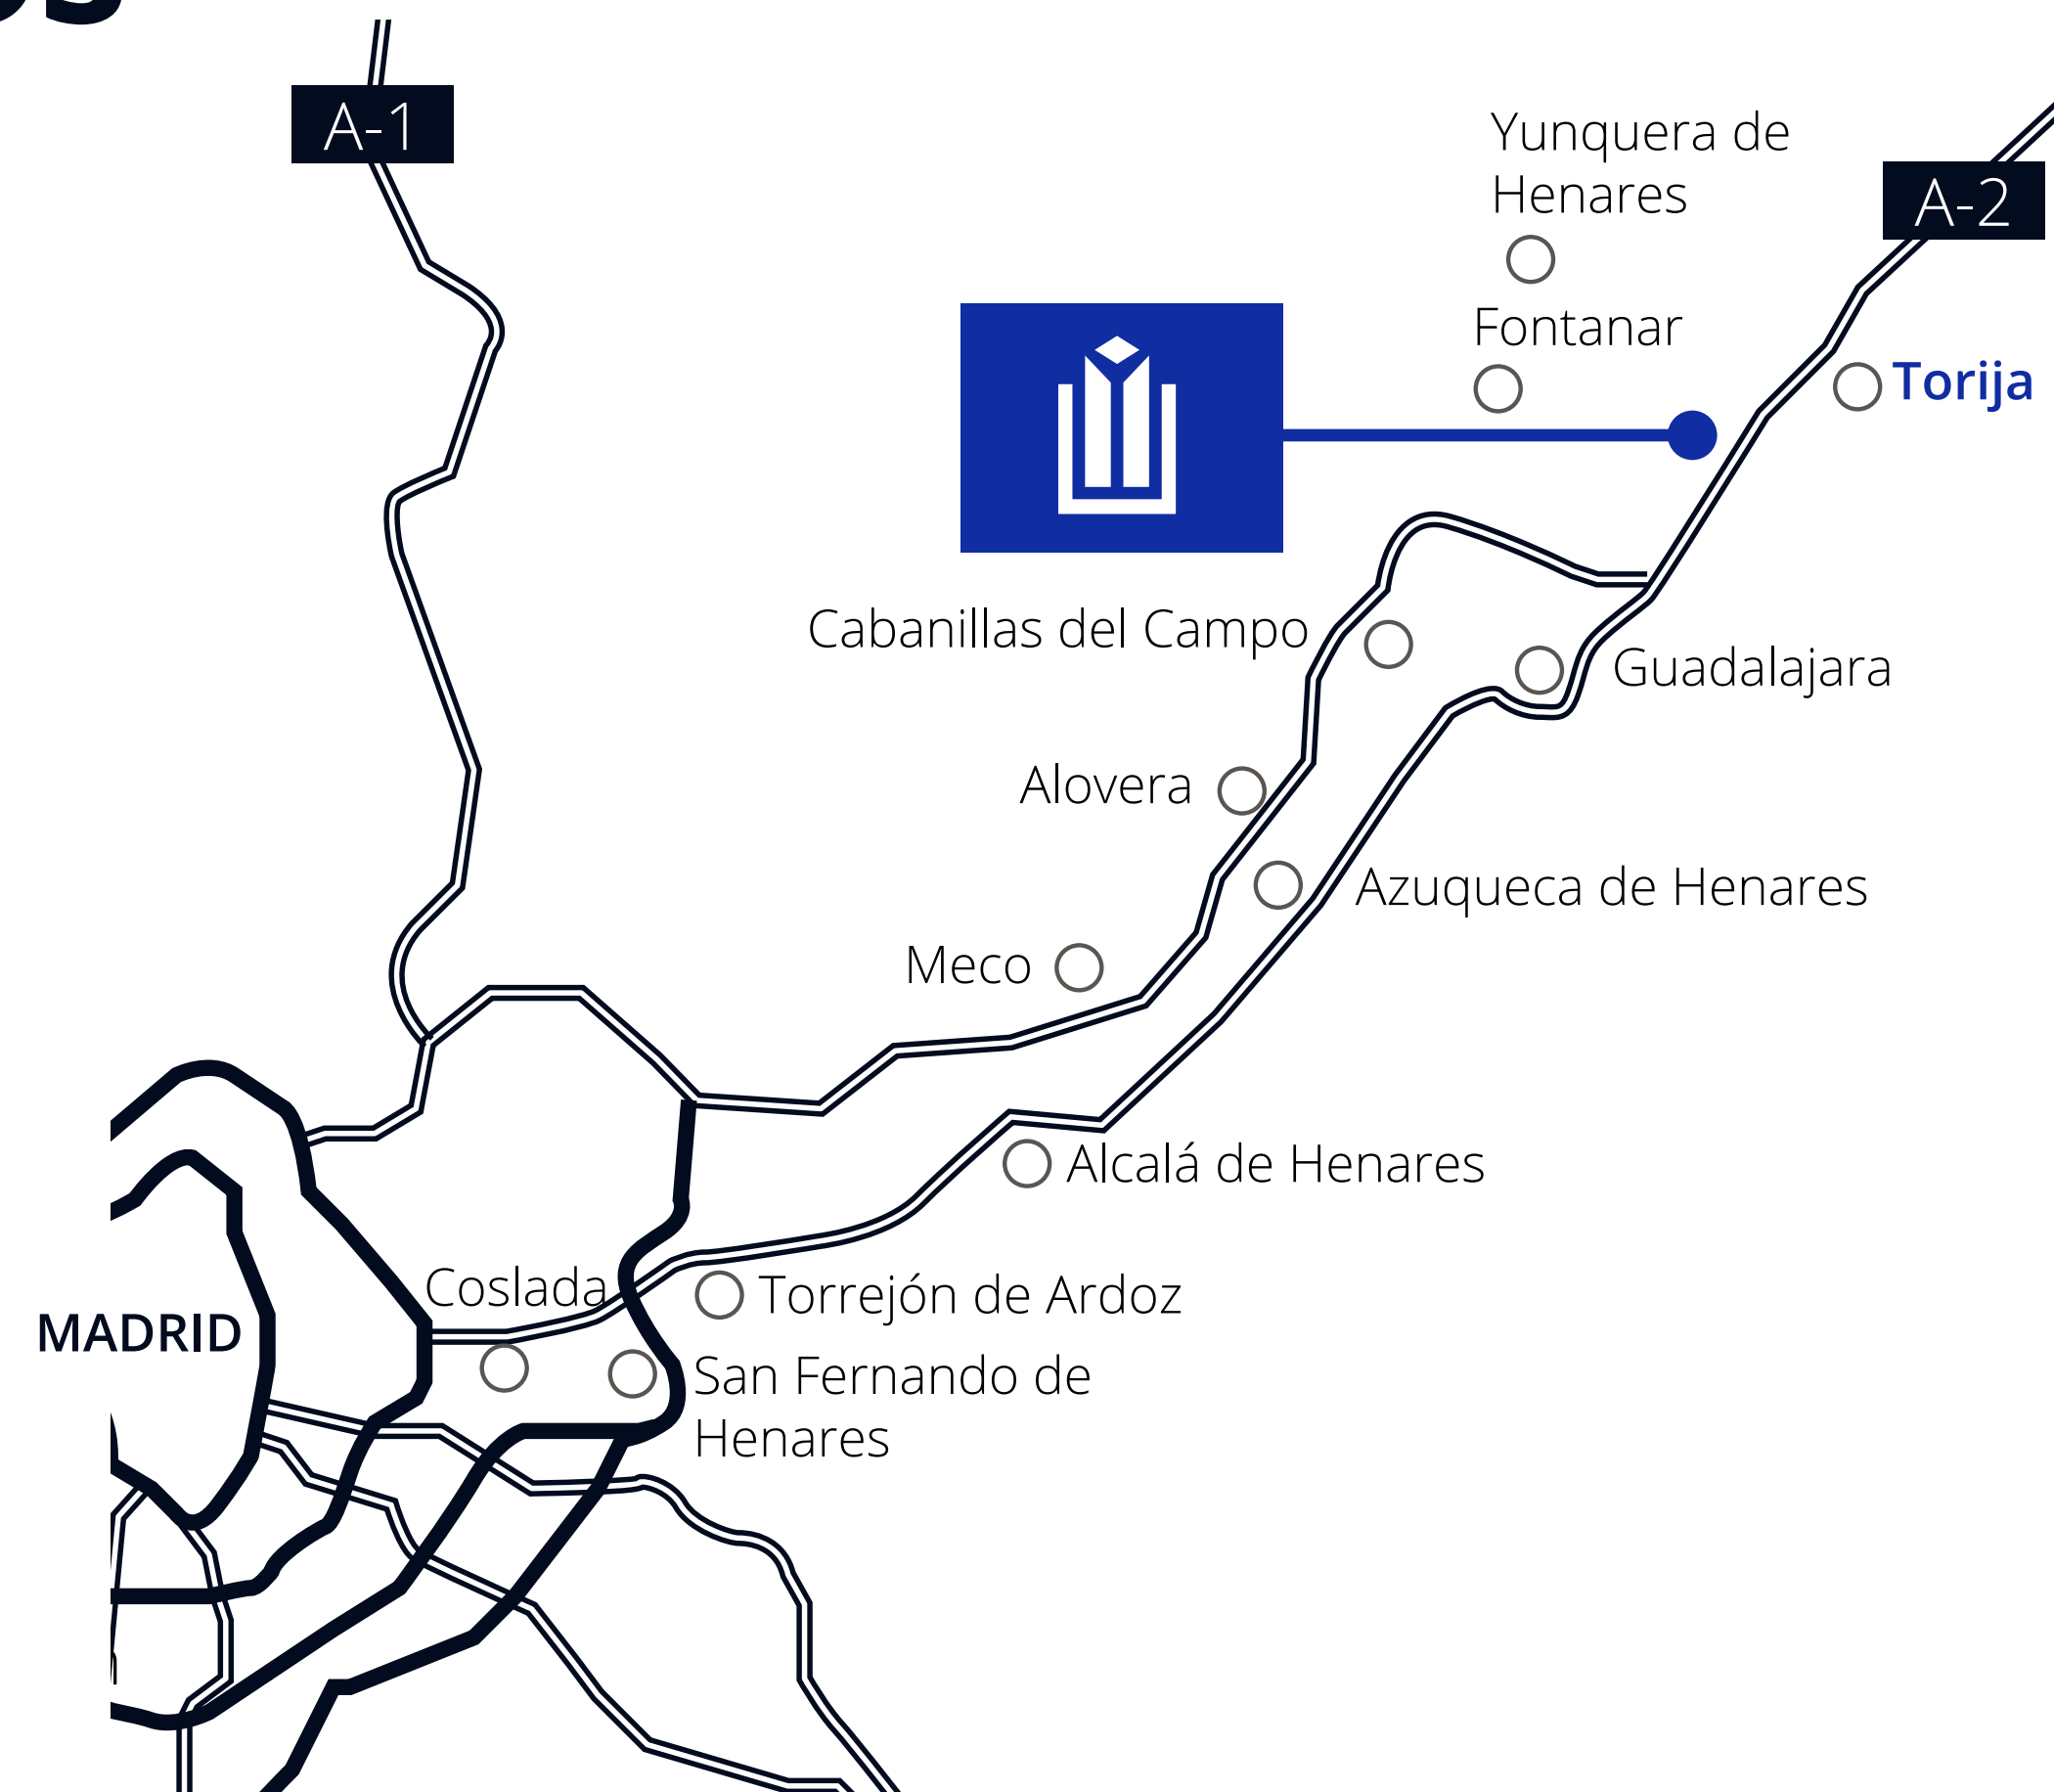 A-1
Yunquera de
Henares
A-2
Fontanar
Torija
Cabanillas del Campo
Guadalajara
Alovera
Azuqueca de Henares
Meco
Alcalá de Henares
Coslada
Torrejón de Ardoz
MADRID
San Fernando de
Henares